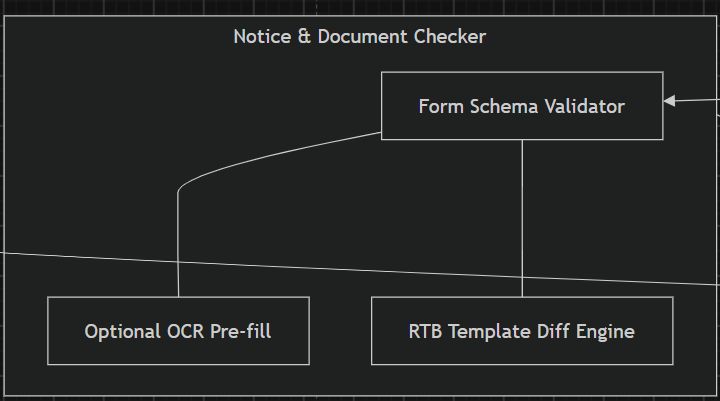 Notice & Document Checker
Form Schema Validator
Optional OCR Pre-fill
RTB Template Diff Engine